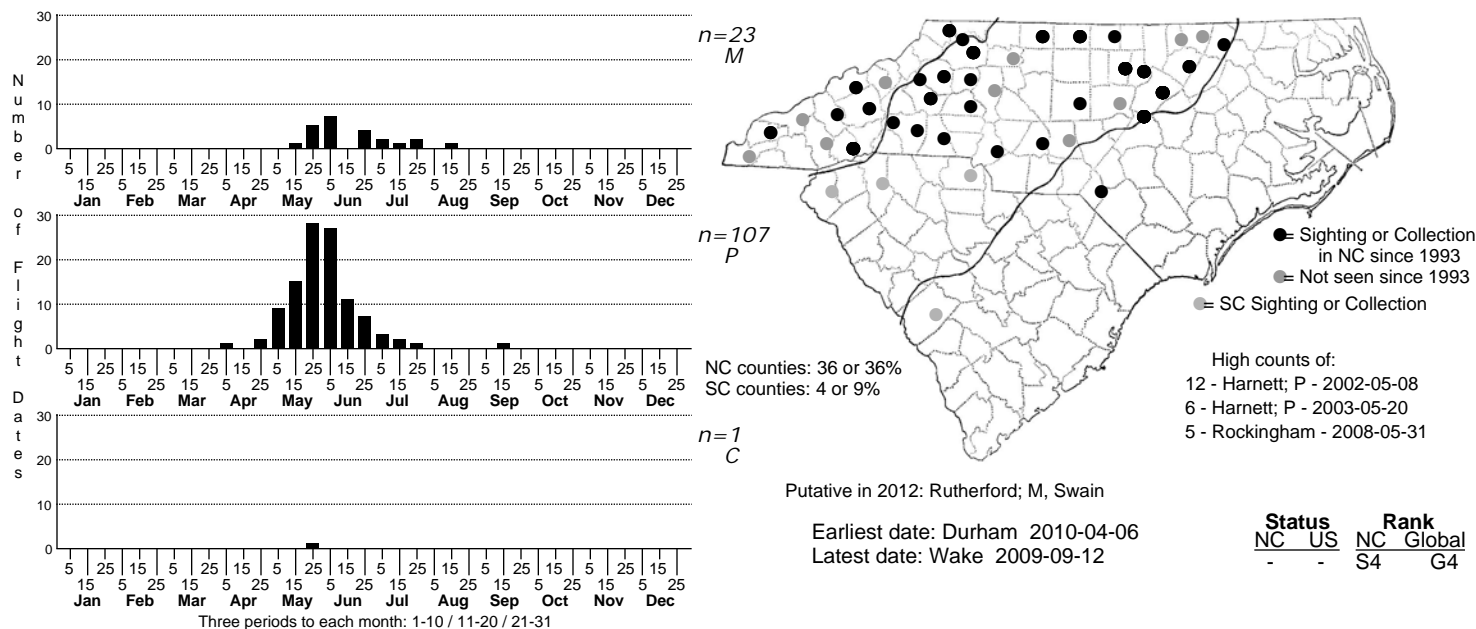 Number of Flight Dates
30
20
10
0
5 25 5 25 5 25 5 25 5 25 5 25 5 25 5 25 5 25 5 25 5 25 5 25
15 15 15 15 15 15 15 15 15 15 15 15
Jan Feb Mar Apr May Jun Jul Aug Sep Oct Nov Dec
n=23
M
30
20
10
0
5 25 5 25 5 25 5 25 5 25 5 25 5 25 5 25 5 25 5 25 5 25 5 25
15 15 15 15 15 15 15 15 15 15 15 15
Jan Feb Mar Apr May Jun Jul Aug Sep Oct Nov Dec
n=107
P
30
20
10
0
5 25 5 25 5 25 5 25 5 25 5 25 5 25 5 25 5 25 5 25 5 25 5 25
15 15 15 15 15 15 15 15 15 15 15 15
Jan Feb Mar Apr May Jun Jul Aug Sep Oct Nov Dec
n=1
C
Three periods to each month: 1-10 / 11-20 / 21-31
= Sighting or Collection
in NC since 1993
= Not seen since 1993
= SC Sighting or Collection
NC counties: 36 or 36%
SC counties: 4 or 9%
High counts of:
12 - Harnett; P - 2002-05-08
6 - Harnett; P - 2003-05-20
5 - Rockingham - 2008-05-31
Putative in 2012: Rutherford; M, Swain
Earliest date: Durham 2010-04-06
Latest date: Wake 2009-09-12
Status Rank
NC US NC Global
- - S4 G4